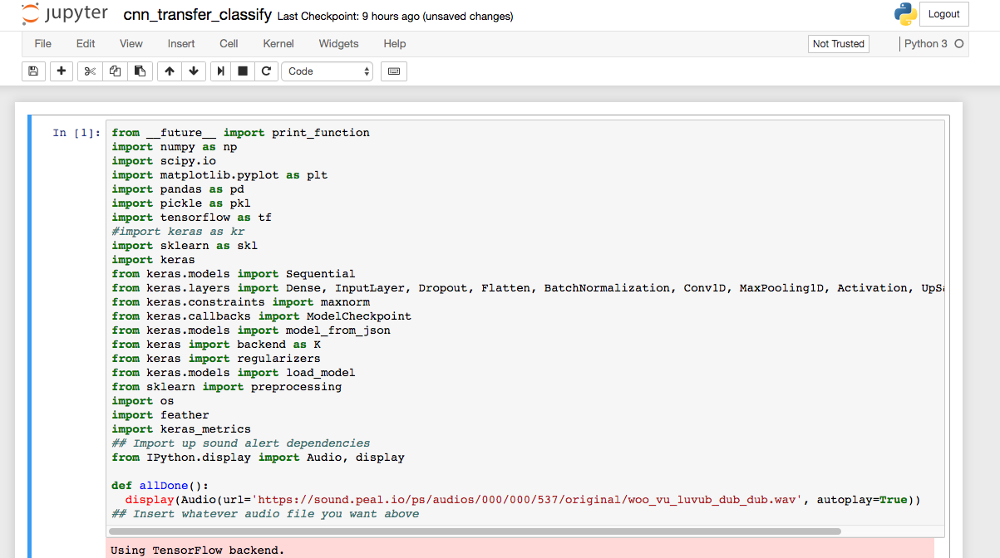 jupyter cnn_transfer_classify Last Checkpoint: 9 hours ago (unsaved changes) Logout
File Edit View Insert Cell Kernel Widgets Help Not Trusted Python 3
Code
In [1]:
from __future__ import print_function
import numpy as np
import scipy.io
import matplotlib.pyplot as plt
import pandas as pd
import pickle as pkl
import tensorflow as tf
#import keras as kr
import sklearn as skl
import keras
from keras.models import Sequential
from keras.layers import Dense, InputLayer, Dropout, Flatten, BatchNormalization, Conv1D, MaxPooling1D, Activation, UpSa
from keras.constraints import maxnorm
from keras.callbacks import ModelCheckpoint
from keras.models import model_from_json
from keras import backend as K
from keras import regularizers
from keras.models import load_model
from sklearn import preprocessing
import os
import feather
import keras_metrics
## Import up sound alert dependencies
from IPython.display import Audio, display
def allDone():
display(Audio(url='https://sound.peal.io/ps/audios/000/000/537/original/woo_vu_luvub_dub_dub.wav', autoplay=True))
## Insert whatever audio file you want above
Using TensorFlow backend.